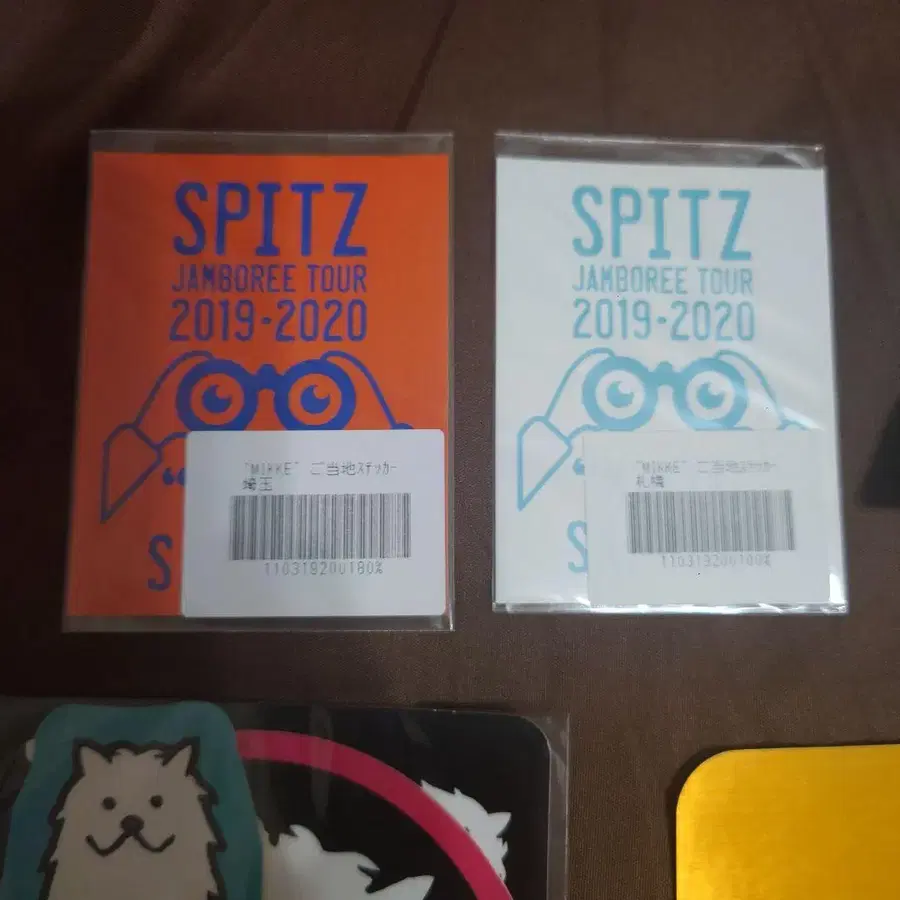 SPITZ
JAMBOREE TOUR
2019-2020
“
S
"MIKKE" ご当地ｽﾃｯｶｰ
埼玉
SPITZ
JAMBOREE TOUR
2019-2020
“
S
"MIKKE" ご当地ｽﾃｯｶｰ
札幌